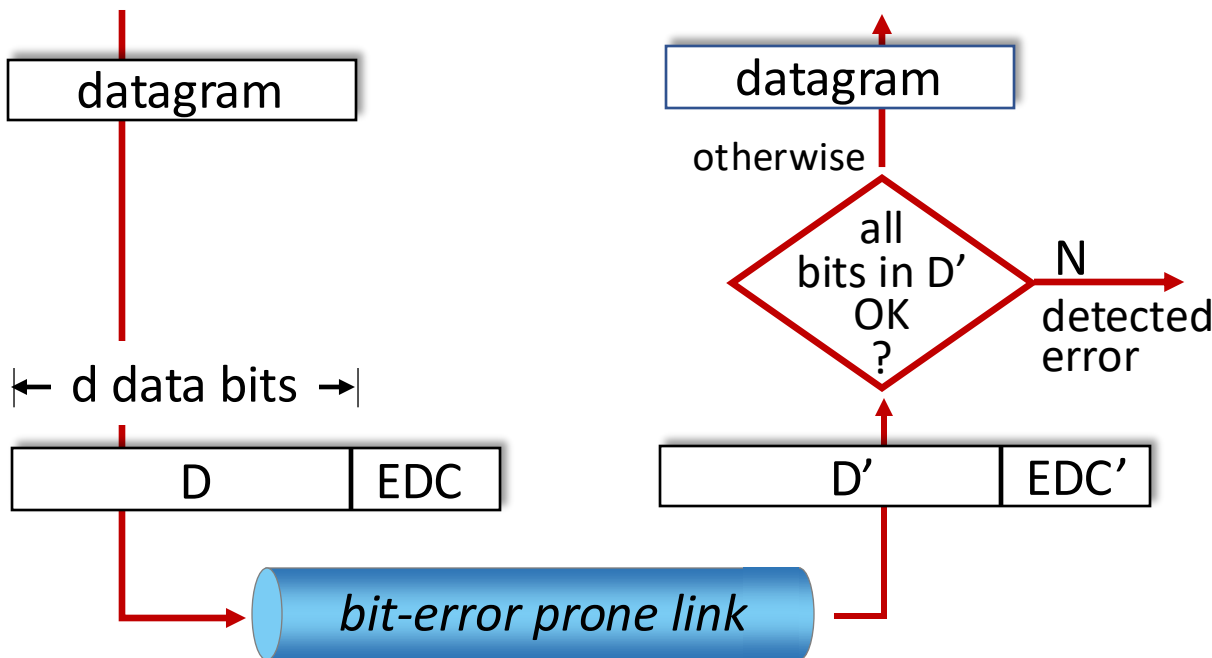 datagram
d data bits
D
EDC
bit-error prone link
D’
EDC’
all
bits in D’
OK
?
N
detected
error
otherwise
datagram